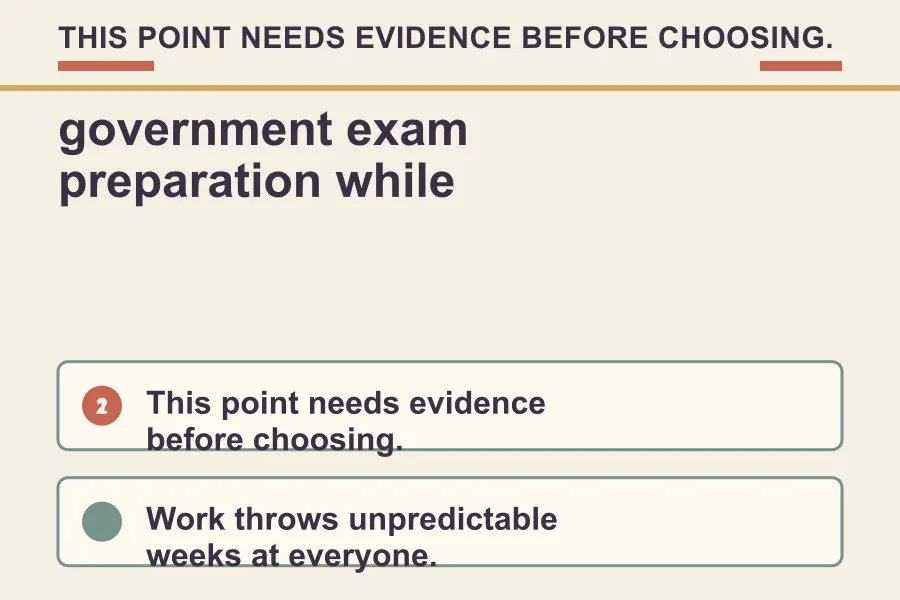 THIS POINT NEEDS EVIDENCE BEFORE CHOOSING.
government exam
preparation while
2
This point needs evidence
before choosing.
Work throws unpredictable
weeks at everyone.